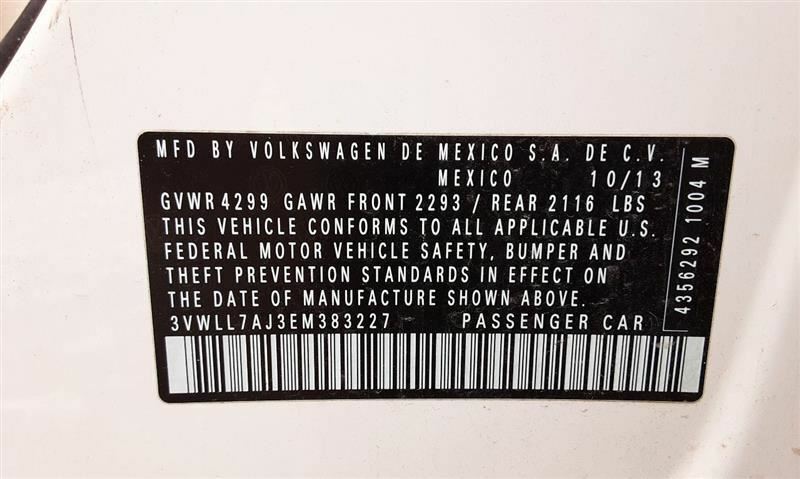 MFD BY VOLKSWAGEN DE MEXICO S.A. DE C.V.
MEXICO 10/13
GVWR 4299 GAWR FRONT 2293 / REAR 2116 LBS
THIS VEHICLE CONFORMS TO ALL APPLICABLE U.S.
FEDERAL MOTOR VEHICLE SAFETY, BUMPER AND
THEFT PREVENTION STANDARDS IN EFFECT ON
THE DATE OF MANUFACTURE SHOWN ABOVE.
3VWLL7AJ3EM383227 PASSENGER CAR
4356292 1004 M